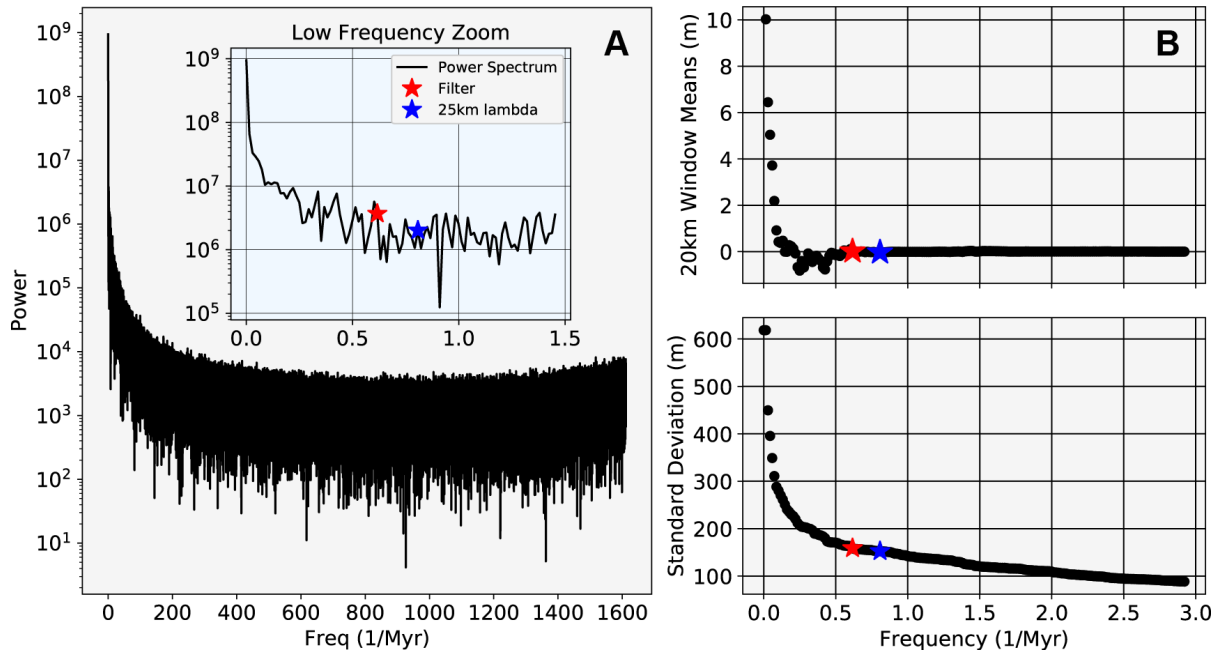 A
Low Frequency Zoom
Power Spectrum
Filter
25km lambda
10⁹
10⁸
10⁷
10⁶
10⁵
0.0 0.5 1.0 1.5
10⁹
10⁸
10⁷
10⁶
10⁵
10⁴
10³
10²
10¹
Power
0 200 400 600 800 1000 1200 1400 1600
Freq (1/Myr)
B
20km Window Means (m)
10
8
6
4
2
0
Standard Deviation (m)
600
500
400
300
200
100
0.0 0.5 1.0 1.5 2.0 2.5 3.0
Frequency (1/Myr)